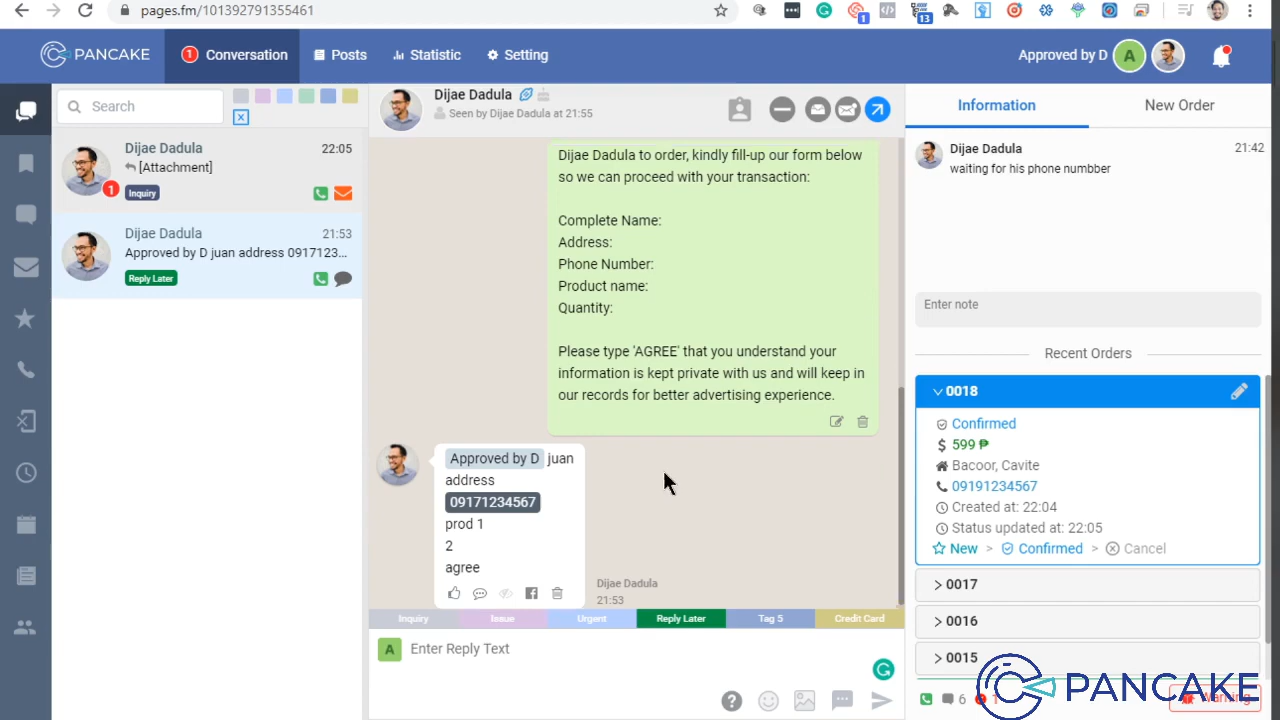 pages.fm/101392791355461
1
13
PANCAKE
1 Conversation
Posts
Statistic
Setting
Approved by D
A
Search
x
Dijae Dadula
22:05
[Attachment]
1
Inquiry
Dijae Dadula
21:53
Approved by D juan address 0917123...
Reply Later
Dijae Dadula
Seen by Dijae Dadula at 21:55
Dijae Dadula to order, kindly fill-up our form below
so we can proceed with your transaction:
Complete Name:
Address:
Phone Number:
Product name:
Quantity:
Please type 'AGREE' that you understand your
information is kept private with us and will keep in
our records for better advertising experience.
Approved by D juan
address
09171234567
prod 1
2
agree
Dijae Dadula
21:53
Inquiry
Issue
Urgent
Reply Later
Tag 5
Credit Card
A
Enter Reply Text
Information
New Order
Dijae Dadula
21:42
waiting for his phone numbber
Enter note
Recent Orders
0018
Confirmed
$ 599 ₱
Bacoor, Cavite
09191234567
Created at: 22:04
Status updated at: 22:05
New > Confirmed > Cancel
0017
0016
0015
6
1
Warning
PANCAKE